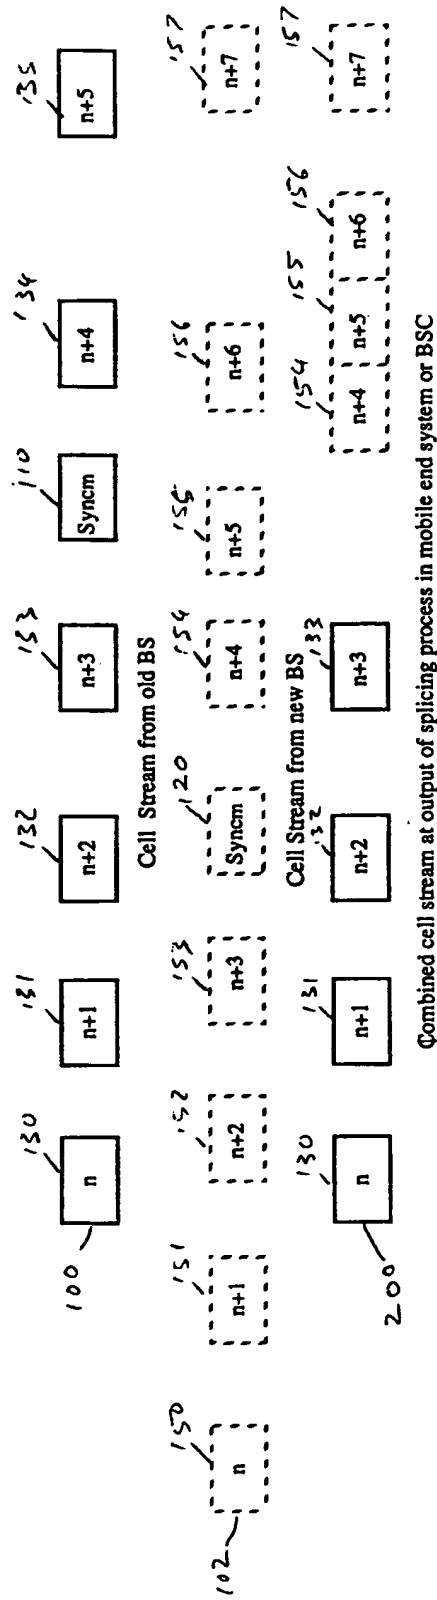 130 131 132 133 110 134 135
n n+1 n+2 n+3 Syncm n+4 n+5
100
Cell Stream from old BS
150 151 152 153 120 154 155 156 157
n n+1 n+2 n+3 Syncm n+4 n+5 n+6 n+7
102
Cell Stream from new BS
130 131 132 133 154 155 156 157
n n+1 n+2 n+3 n+4 n+5 n+6 n+7
200
Combined cell stream at output of splicing process in mobile end system or BSC